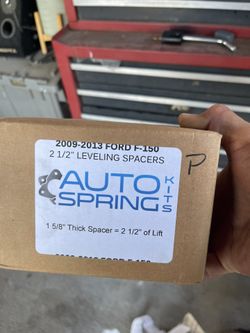 2009-2013 FORD F-150
2 1/2" LEVELING SPACERS
AUTO
SPRING
KITS
1 5/8" Thick Spacer = 2 1/2" of Lift
P